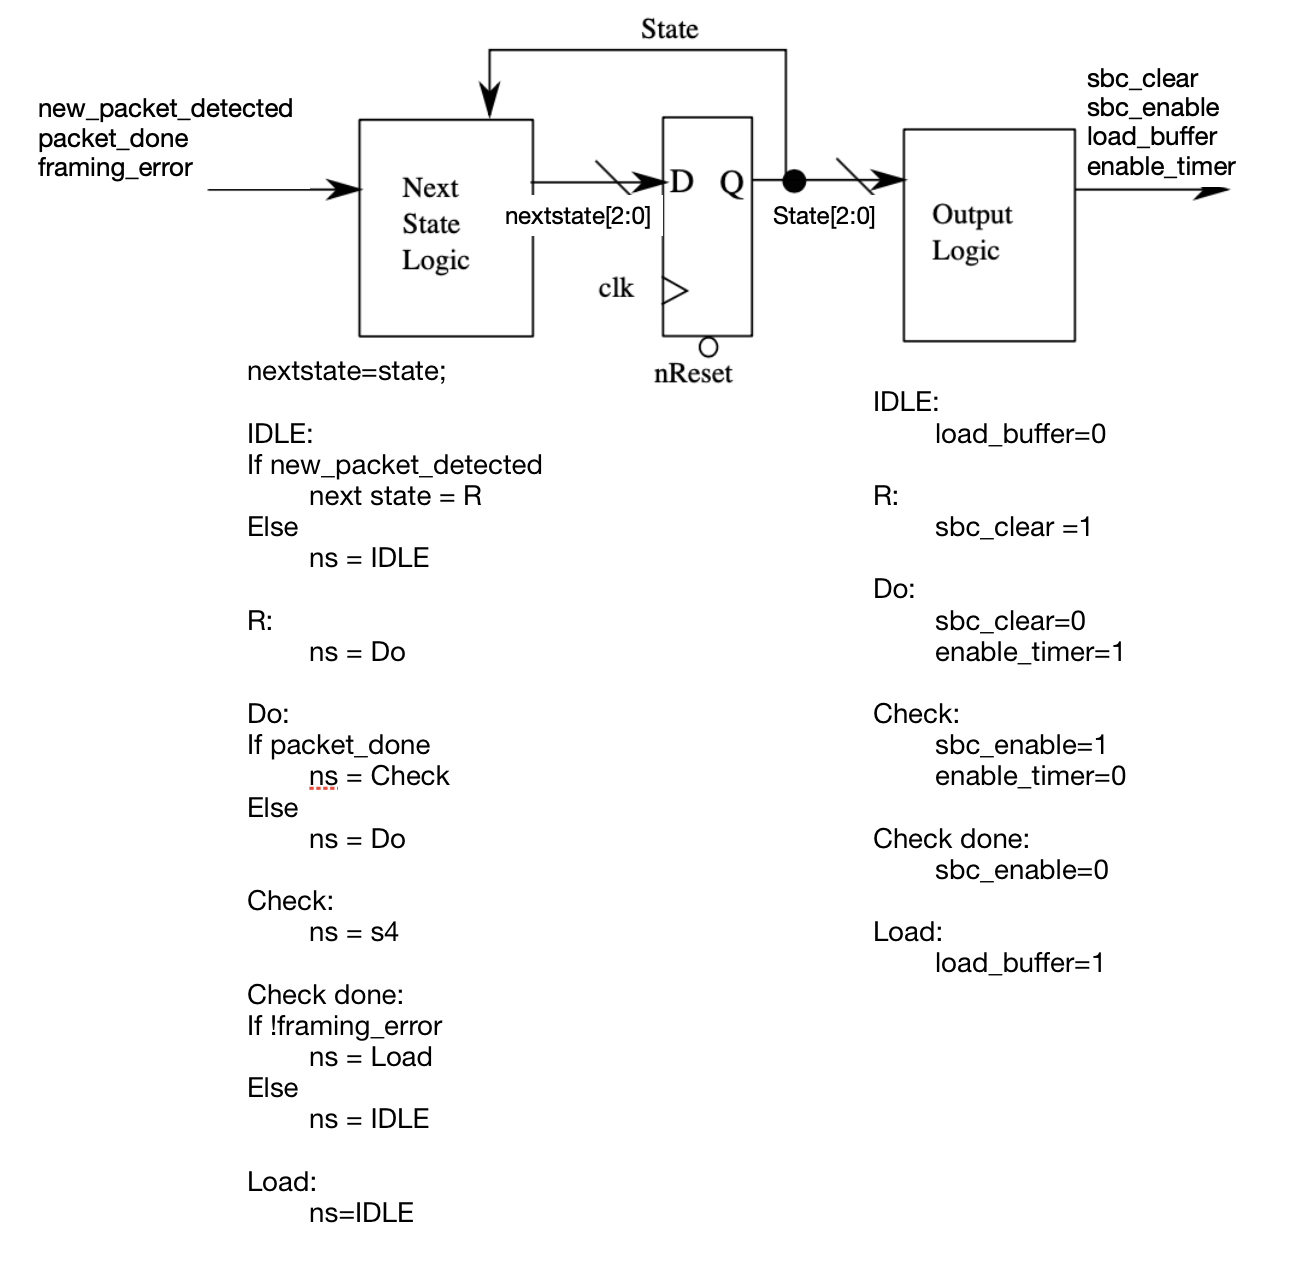 State
new_packet_detected
packet_done
framing_error
sbc_clear
sbc_enable
load_buffer
enable_timer
Next
State
Logic
nextstate[2:0]
D Q
clk
nReset
State[2:0]
Output
Logic
nextstate=state;
IDLE:
If new_packet_detected
next state = R
Else
ns = IDLE
R:
ns = Do
Do:
If packet_done
ns = Check
Else
ns = Do
Check:
ns = s4
Check done:
If !framing_error
ns = Load
Else
ns = IDLE
Load:
ns=IDLE
IDLE:
load_buffer=0
R:
sbc_clear =1
Do:
sbc_clear=0
enable_timer=1
Check:
sbc_enable=1
enable_timer=0
Check done:
sbc_enable=0
Load:
load_buffer=1